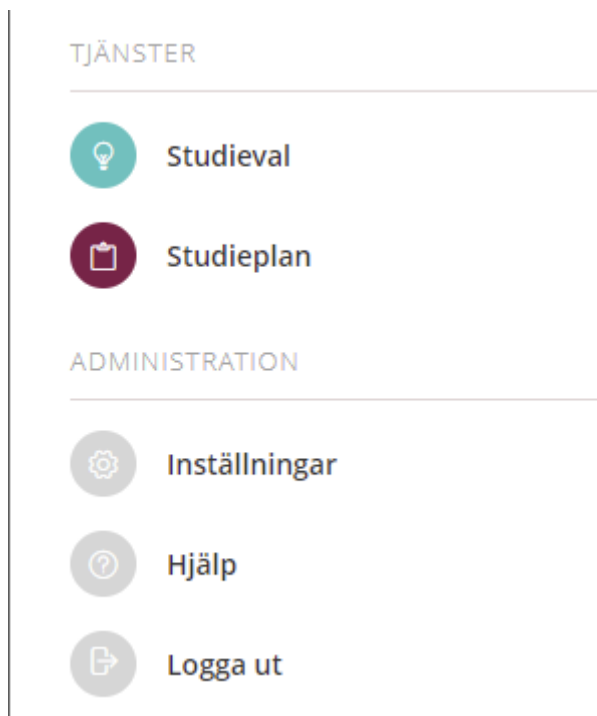 TJÄNSTER
Studieval
Studieplan
ADMINISTRATION
Inställningar
Hjälp
Logga ut